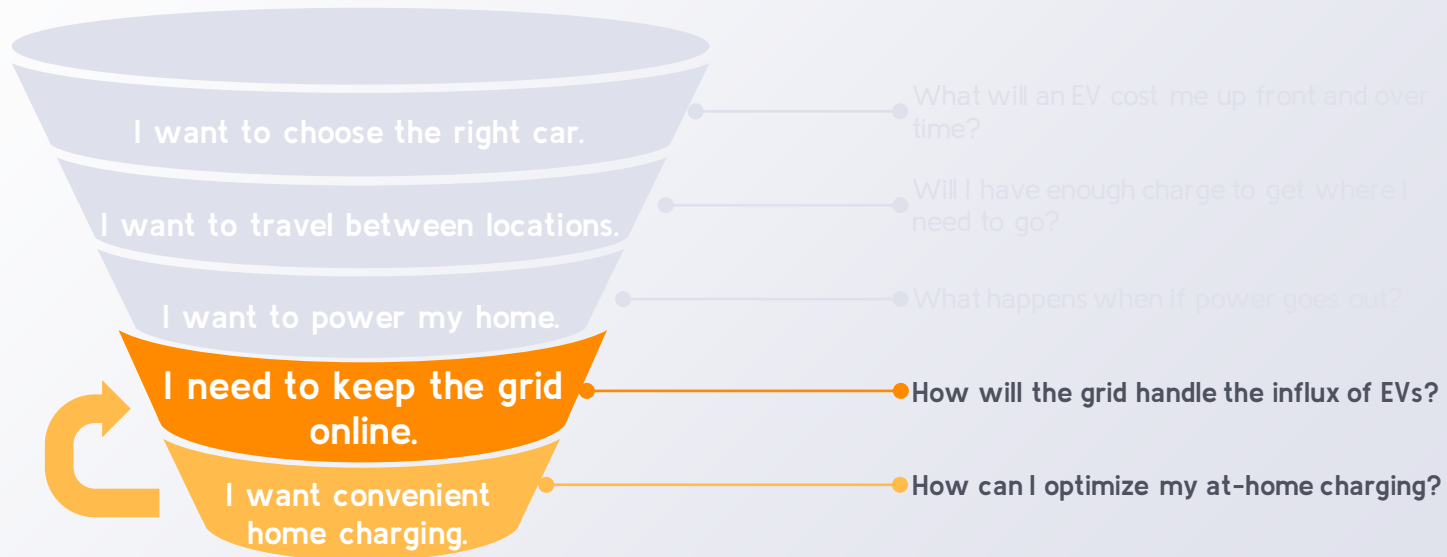 I want to choose the right car.
What will an EV cost me up front and over
time?
I want to travel between locations.
Will I have enough charge to get where I
need to go?
I want to power my home.
What happens when if power goes out?
I need to keep the grid
online.
How will the grid handle the influx of EVs?
I want convenient
home charging.
How can I optimize my at-home charging?